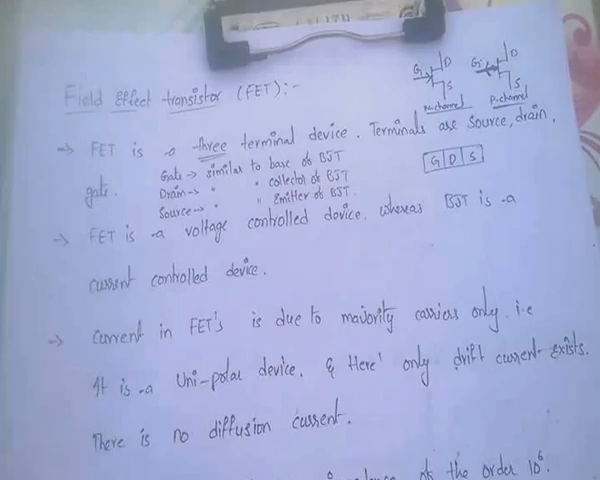 Field Effect transistor (FET):-
G D S
n-channel
G D S
P-channel
→ FET is a three terminal device. Terminals are Source, drain,
gate.
Gate → similar to base of BJT
Drain → " " collector of BJT
Source → " " Emitter of BJT.
G D S
→ FET is a voltage controlled device, whereas BJT is a
current controlled device.
→ Current in FET's is due to majority carriers only. i.e
It is a Uni-polar device. & Here only drift current exists.
There is no diffusion current.
of the order 10⁶.